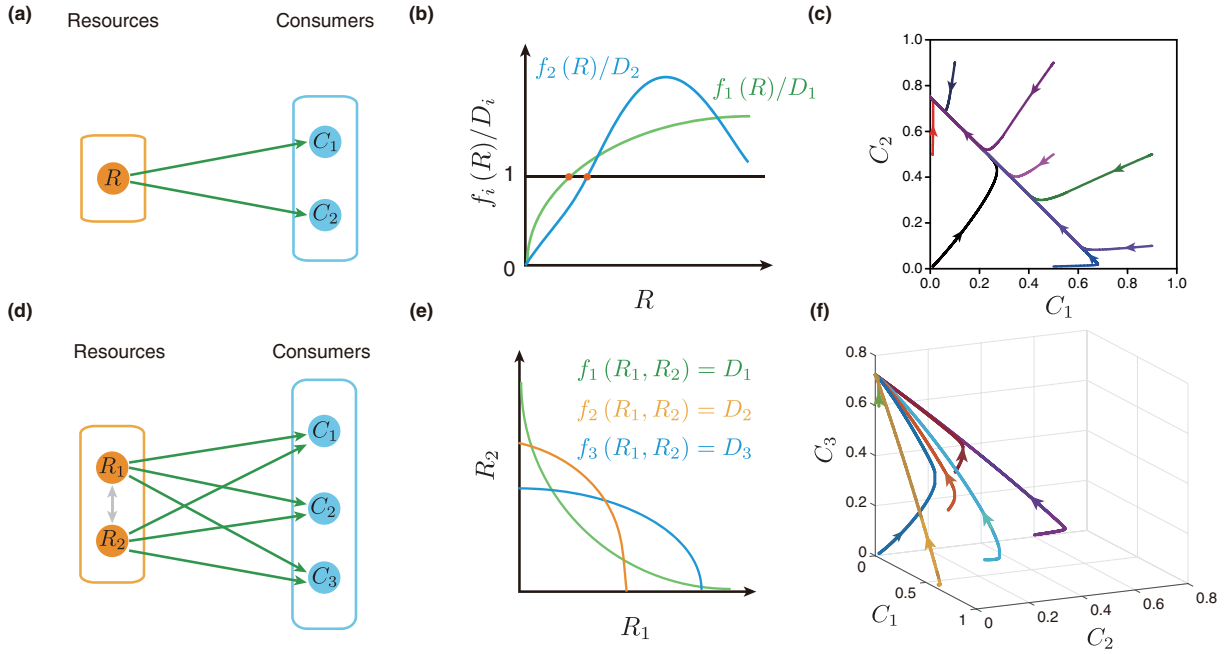 (a)
Resources Consumers
R
C₁
C₂
(b)
f₂(R)/D₂
f₁(R)/D₁
fᵢ(R)/Dᵢ
1
0
R
(c)
1.0
0.8
0.6
0.4
0.2
0.0
C₂
0.0 0.2 0.4 0.6 0.8 1.0
C₁
(d)
Resources Consumers
R₁
R₂
C₁
C₂
C₃
(e)
f₁(R₁, R₂) = D₁
f₂(R₁, R₂) = D₂
f₃(R₁, R₂) = D₃
R₂
R₁
(f)
0.8
0.6
0.4
0.2
0
C₃
0
0.5
1
C₁
0 0.2 0.4 0.6 0.8
C₂